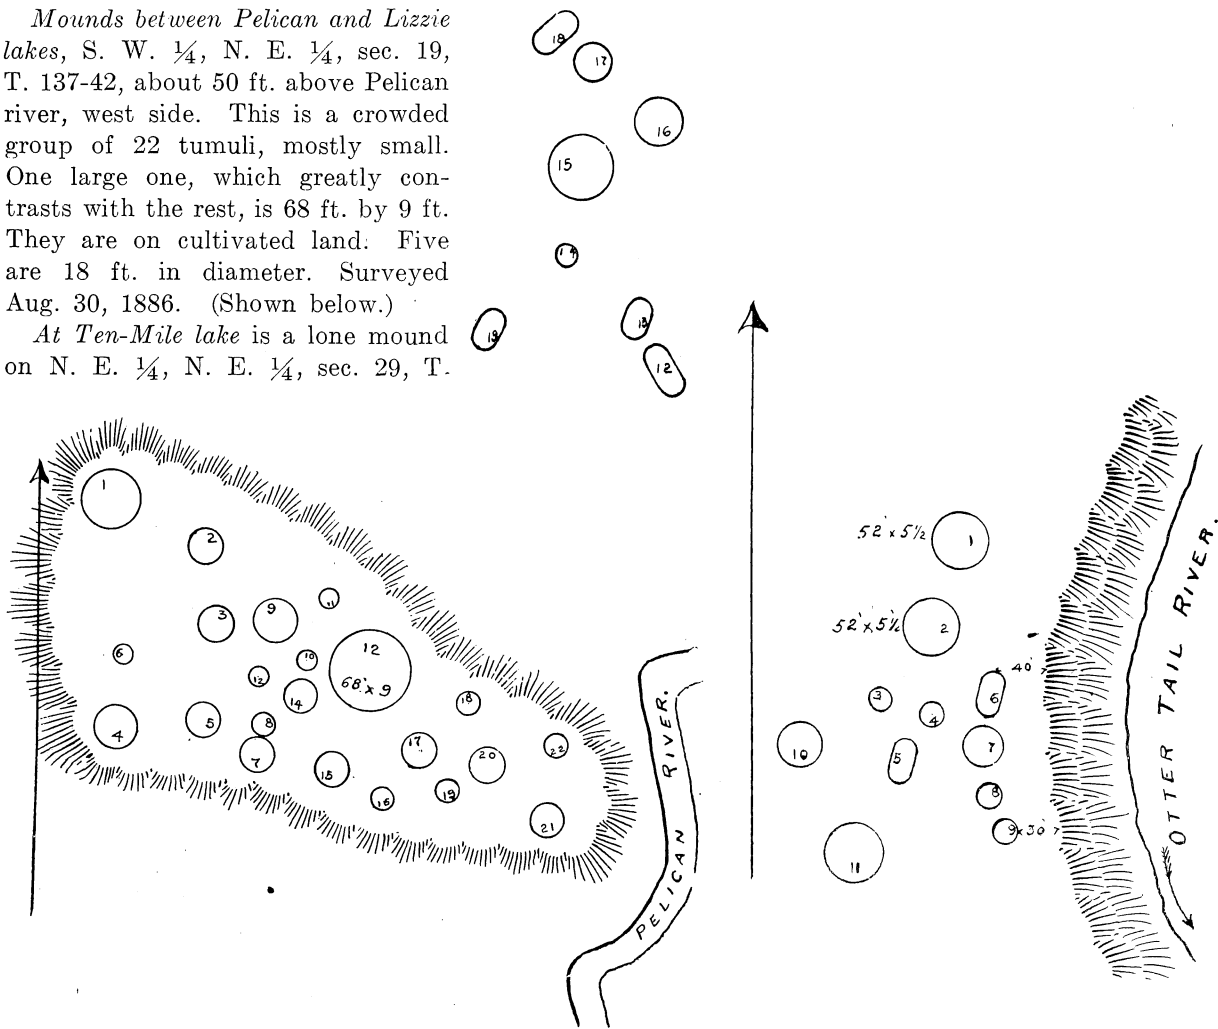 Mounds between Pelican and Lizzie
lakes, S. W. ¼, N. E. ¼, sec. 19,
T. 137-42, about 50 ft. above Pelican
river, west side. This is a crowded
group of 22 tumuli, mostly small.
One large one, which greatly con-
trasts with the rest, is 68 ft. by 9 ft.
They are on cultivated land. Five
are 18 ft. in diameter. Surveyed
Aug. 30, 1886. (Shown below.)
At Ten-Mile lake is a lone mound
on N. E. ¼, N. E. ¼, sec. 29, T.
18
17
16
15
14
13
13
12
1
2
3
9
11
6
10
12
68' x 9
12
14
18
4
5
8
7
15
17
20
22
16
19
21
PELICAN RIVER.
52' x 5½
1
52' x 5½
2
40'
3
4
6
10
5
7
8
9 x 30'
11
OTTER TAIL RIVER.